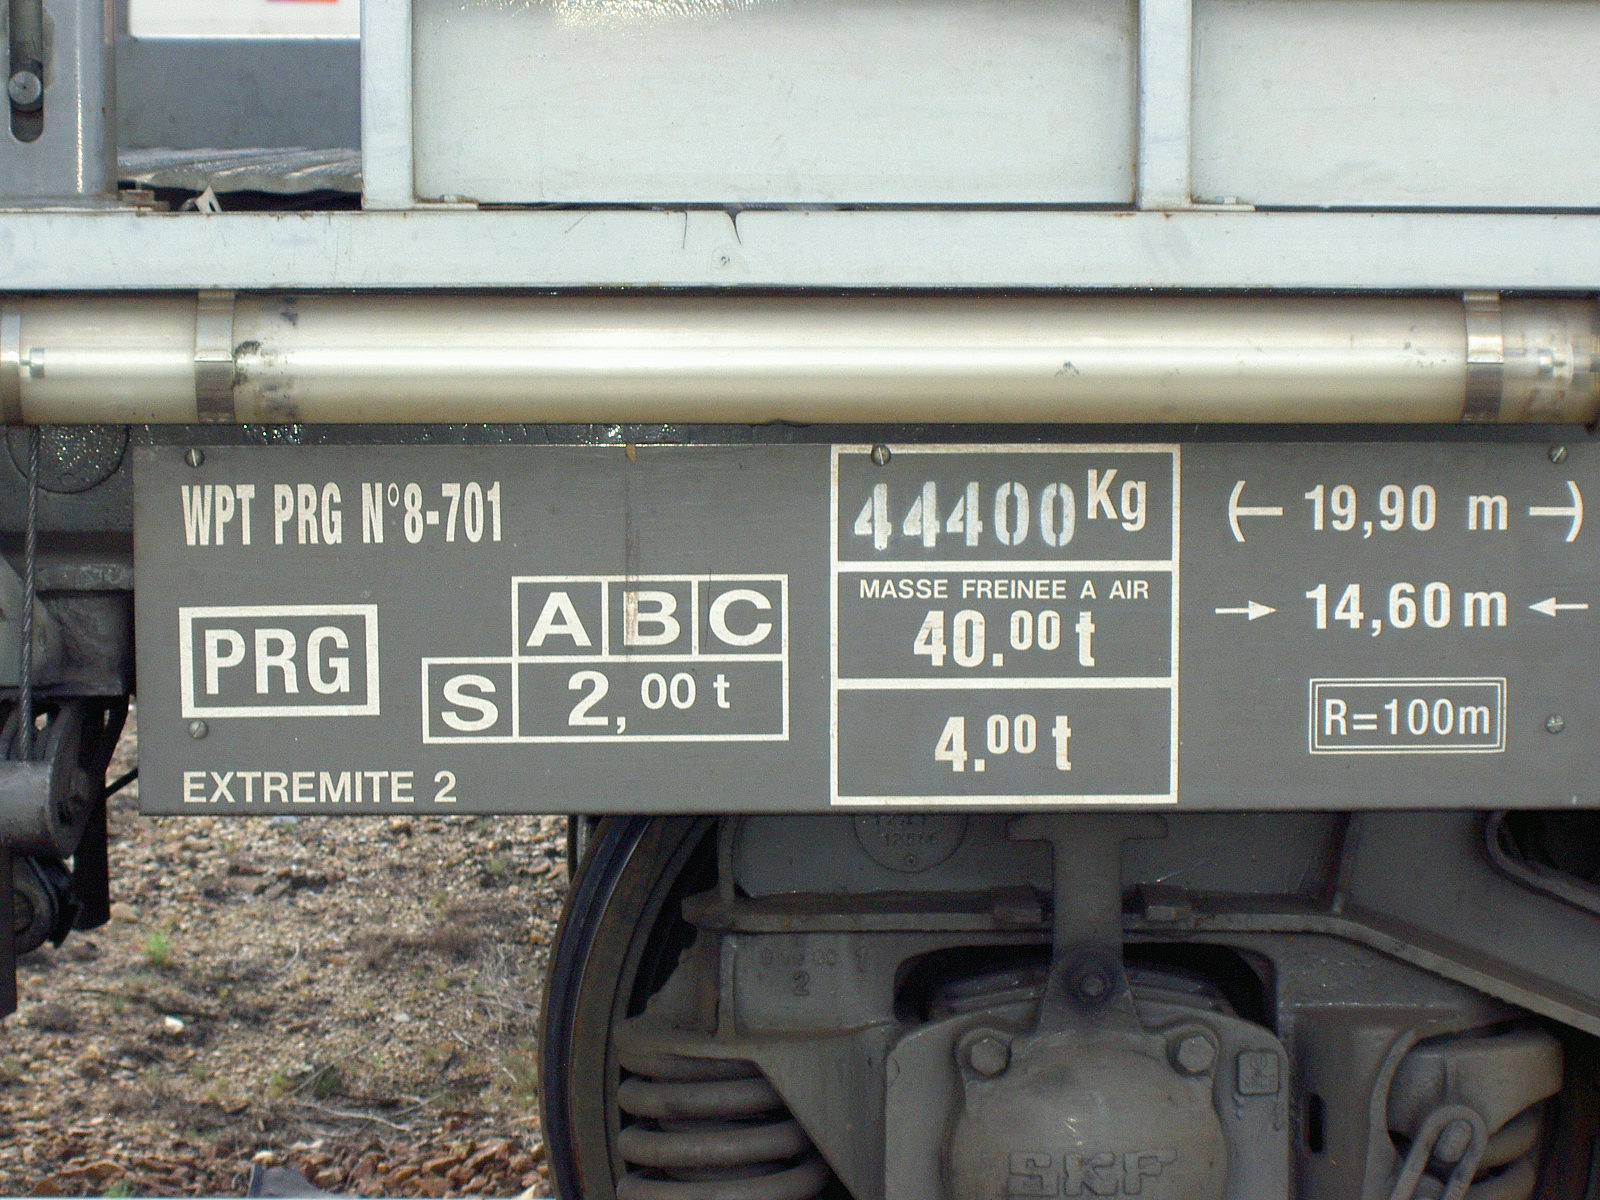 WPT PRG N°8-701
PRG
A B C
S 2,00 t
EXTREMITE 2
44400 Kg
MASSE FREINEE A AIR
40.00 t
4.00 t
19,90 m
14,60 m
R=100m
2
SKF